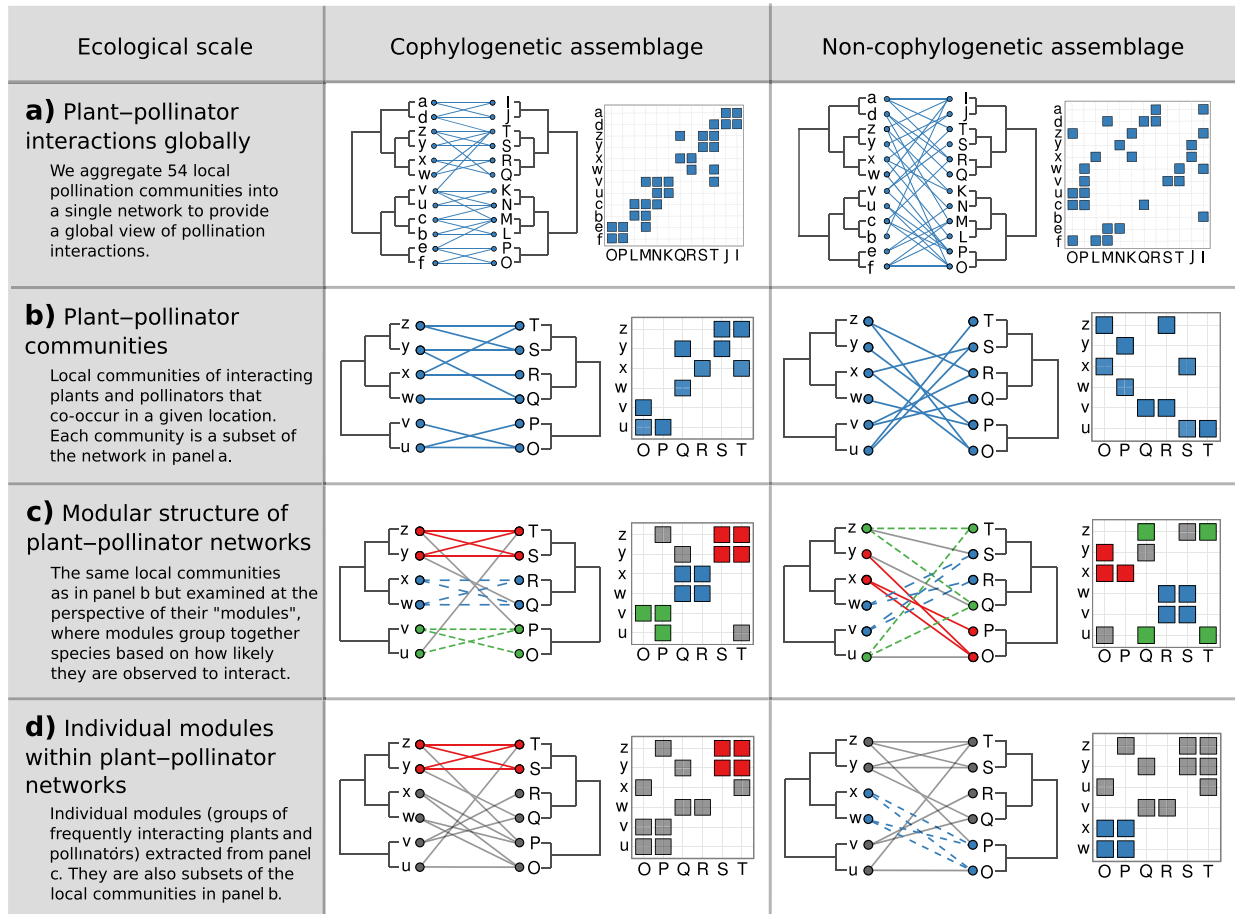 Ecological scale
Cophylogenetic assemblage
Non-cophylogenetic assemblage
a) Plant–pollinator
interactions globally
We aggregate 54 local
pollination communities into
a single network to provide
a global view of pollination
interactions.
a I
d J
z T
y S
x R
w Q
v K
u N
c M
b L
e P
f O
a
d
z
y
x
w
v
u
c
b
e
f
O P L M N K Q R S T J I
a I
d J
z T
y S
x R
w Q
v K
u N
c M
b L
e P
f O
a
d
z
y
x
w
v
u
c
b
e
f
O P L M N K Q R S T J I
b) Plant–pollinator
communities
Local communities of interacting
plants and pollinators that
co-occur in a given location.
Each community is a subset of
the network in panel a.
z T
y S
x R
w Q
v P
u O
z
y
x
w
v
u
O P Q R S T
z T
y S
x R
w Q
v P
u O
z
y
x
w
v
u
O P Q R S T
c) Modular structure of
plant–pollinator networks
The same local communities
as in panel b but examined at the
perspective of their "modules",
where modules group together
species based on how likely
they are observed to interact.
z T
y S
x R
w Q
v P
u O
z
y
x
w
v
u
O P Q R S T
z T
y S
x R
w Q
v P
u O
z
y
x
w
v
u
O P Q R S T
d) Individual modules
within plant–pollinator
networks
Individual modules (groups of
frequently interacting plants and
pollinators) extracted from panel
c. They are also subsets of the
local communities in panel b.
z T
y S
x R
w Q
v P
u O
z
y
x
w
v
u
O P Q R S T
z T
y S
x R
w Q
v P
u O
z
y
u
v
x
w
O P Q R S T